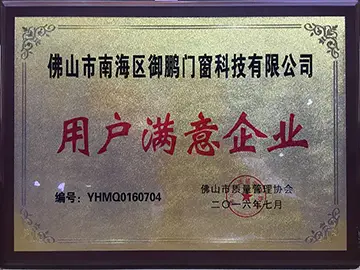 佛山市南海区御鹏门窗科技有限公司
用户满意企业
编号：YHMQ0160704
佛山市质量管理协会
二〇一六年七月